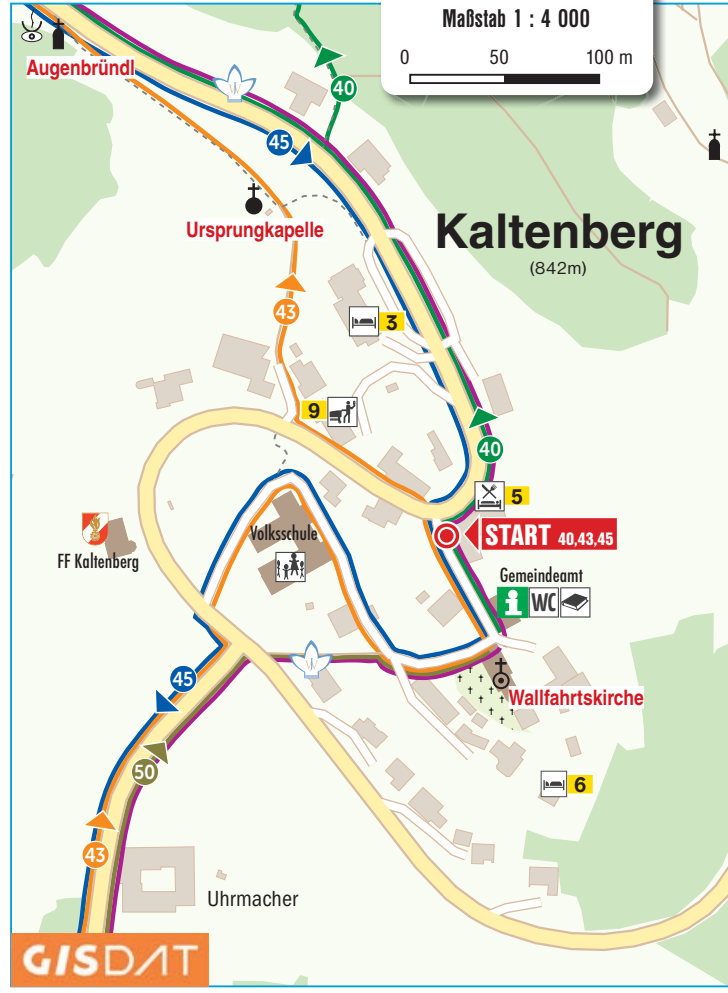 Maßstab 1 : 4 000
0 50 100 m
Augenbründl
40
45
Ursprungkapelle
Kaltenberg
(842m)
43
3
9
40
5
START 40,43,45
Volksschule
FF Kaltenberg
Gemeindeamt
i WC
Wallfahrtskirche
45
50
6
43
Uhrmacher
GISDAT